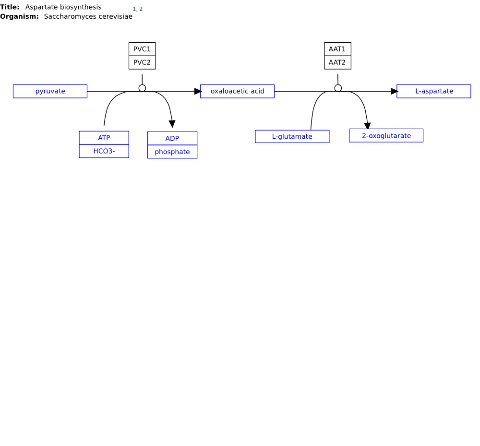 Title: Aspartate biosynthesis 1, 2
Organism: Saccharomyces cerevisiae
PVC1
PVC2
AAT1
AAT2
pyruvate
oxaloacetic acid
L-aspartate
ATP
HCO3-
ADP
phosphate
L-glutamate
2-oxoglutarate